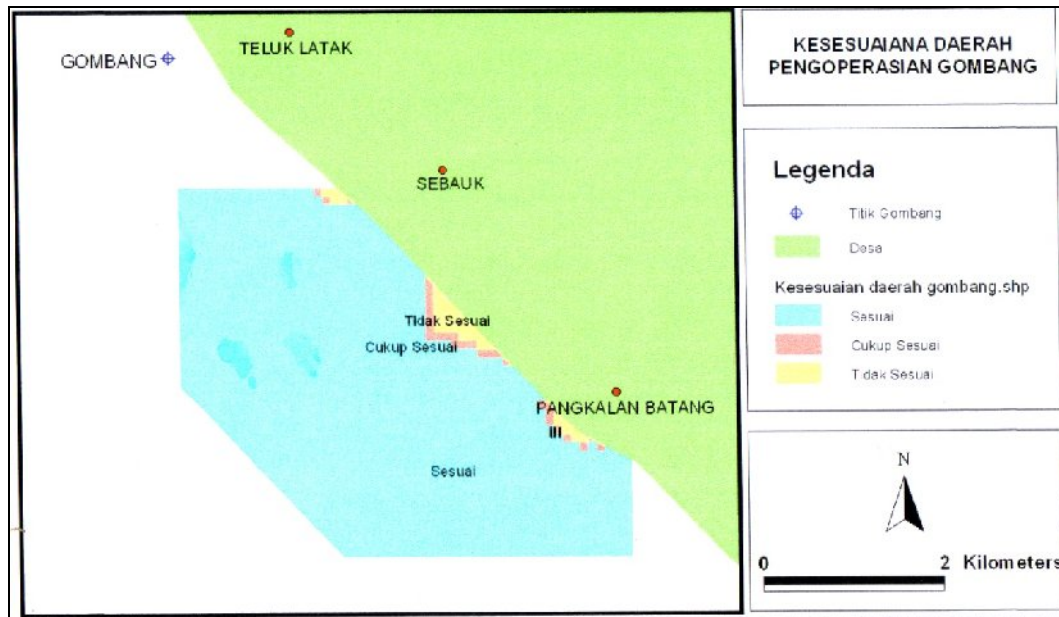 TELUK LATAK
GOMBANG
SEBAUK
Tidak Sesuai
Cukup Sesuai
PANGKALAN BATANG
III
Sesuai
KESESUAIANA DAERAH
PENGOPERASIAN GOMBANG
Legenda
Titik Gombang
Desa
Kesesuaian daerah gombang.shp
Sesuai
Cukup Sesuai
Tidak Sesuai
N
0 2 Kilometers